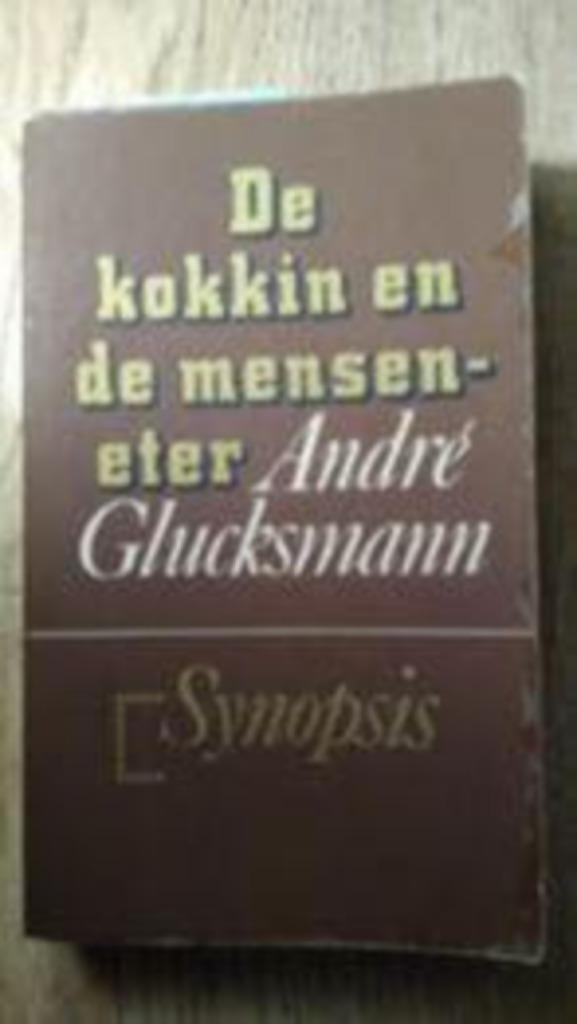 De
kokkin en
de mensen-
eter André
Glucksmann
Synopsis